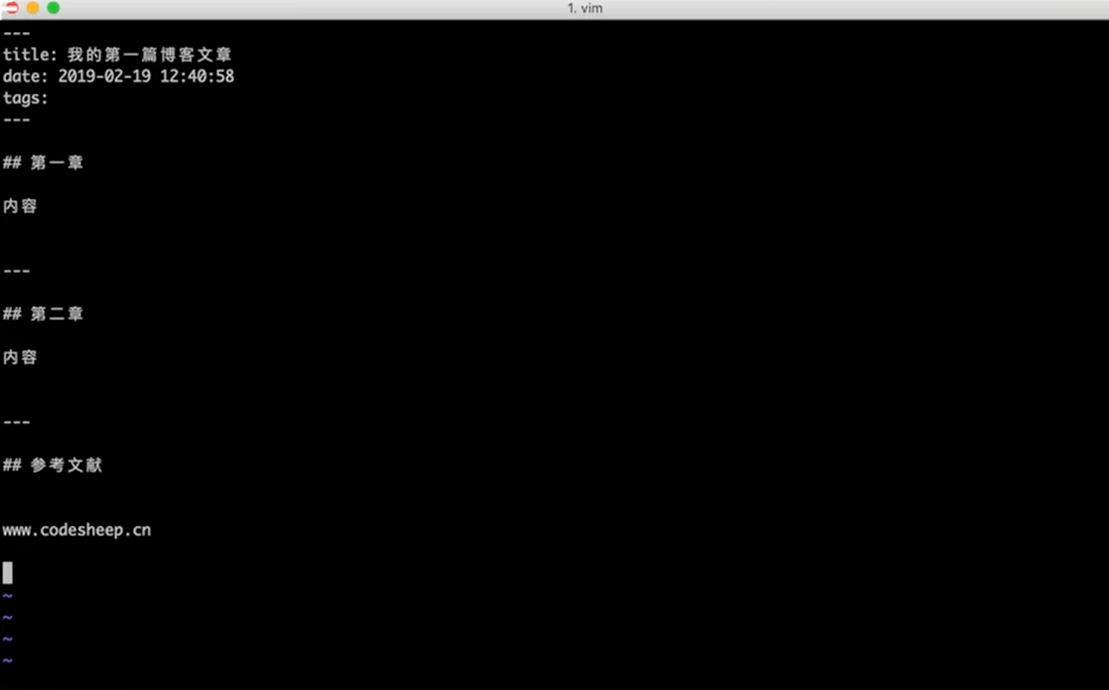 1. vim
---
title: 我的第一篇博客文章
date: 2019-02-19 12:40:58
tags:
---
## 第一章
内容
---
## 第二章
内容
---
## 参考文献
www.codesheep.cn
~
~
~
~